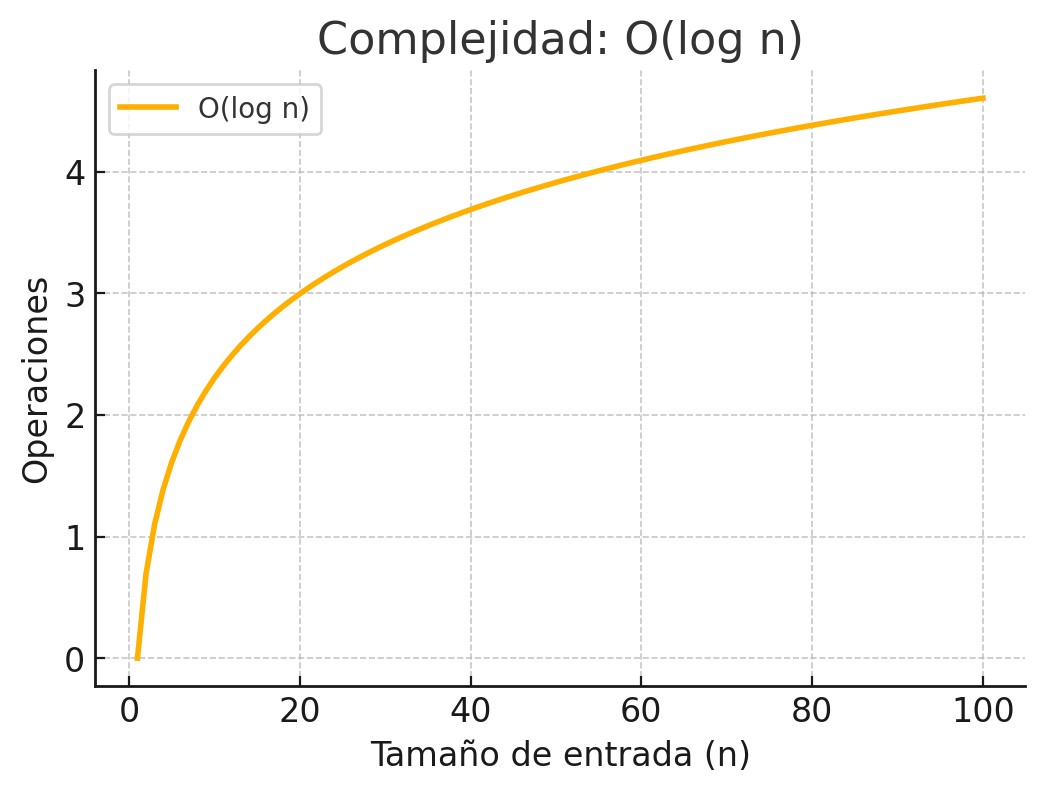 Complejidad: O(log n)
O(log n)
Operaciones
4
3
2
1
0
0 20 40 60 80 100
Tamaño de entrada (n)